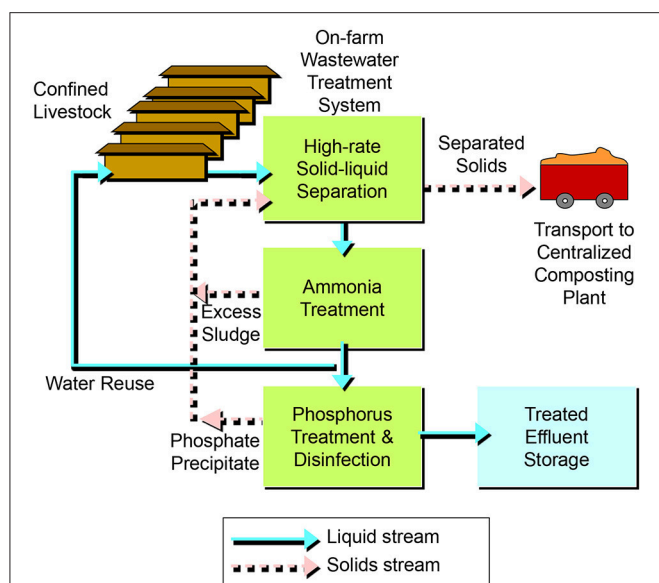 On-farm
Wastewater
Treatment
System
Confined
Livestock
High-rate
Solid-liquid
Separation
Separated
Solids
Transport to
Centralized
Composting
Plant
Ammonia
Treatment
Excess
Sludge
Water Reuse
Phosphorus
Treatment &
Disinfection
Phosphate
Precipitate
Treated
Effluent
Storage
Liquid stream
Solids stream